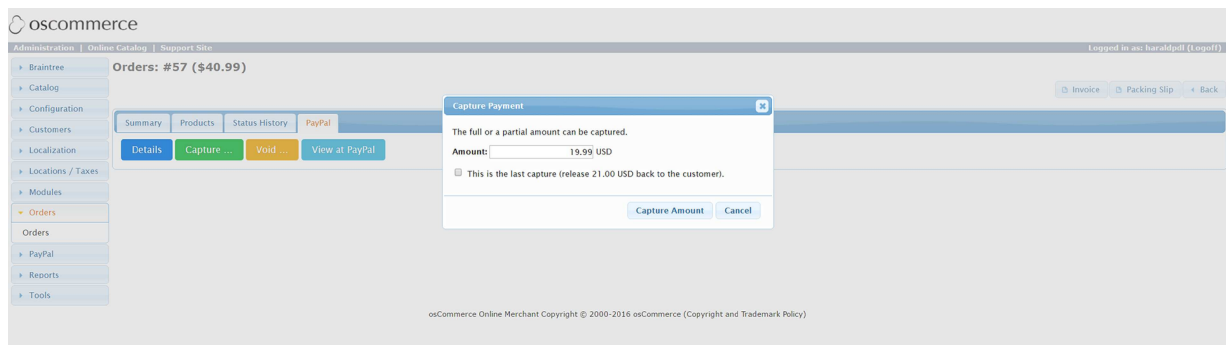 oscommerce
Administration | Online Catalog | Support Site
Logged in as: haraldpdl (Logoff)
Braintree
Catalog
Configuration
Customers
Localization
Locations / Taxes
Modules
Orders
Orders
PayPal
Reports
Tools
Orders: #57 ($40.99)
Invoice Packing Slip Back
Summary Products Status History PayPal
Details Capture ... Void ... View at PayPal
Capture Payment
The full or a partial amount can be captured.
Amount: 19.99 USD
This is the last capture (release 21.00 USD back to the customer).
Capture Amount Cancel
osCommerce Online Merchant Copyright © 2000-2016 osCommerce (Copyright and Trademark Policy)